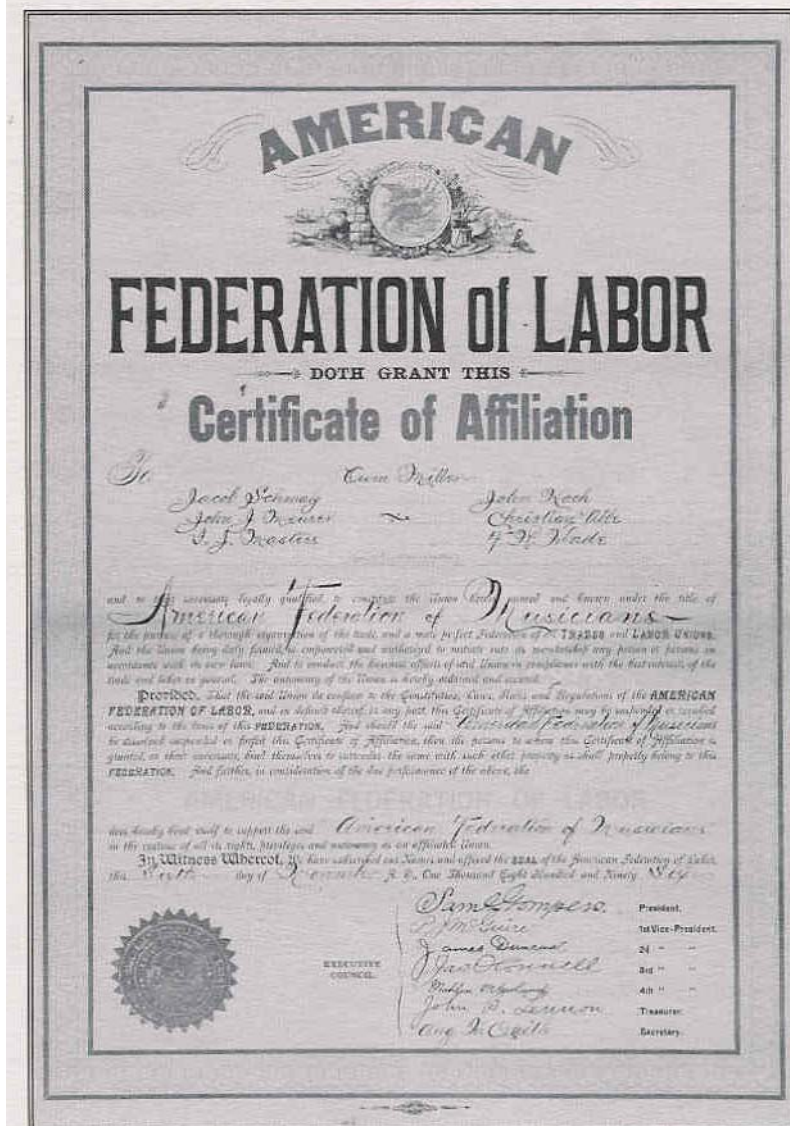 AMERICAN
FEDERATION of LABOR
DOTH GRANT THIS
Certificate of Affiliation
To Owen Miller
Jacob Schmalz John Koch
John J. Meurer Christian Ahbe
I. J. Masten F. H. Wade
and to their successors legally qualified, to constitute the Union herein named and known under the title of
American Federation of Musicians
for the purpose of a thorough organization of the trade, and a more perfect Federation of all TRADES and LABOR UNIONS.
And the Union being duly formed, is empowered and authorized to initiate into its membership any person or persons in
accordance with its own laws. And to conduct the business affairs of said Union in compliance with the best interests of the
trade and labor in general. The autonomy of the Union is hereby ordained and secured.
Provided, That the said Union do conform to the Constitution, Laws, Rules and Regulations of the AMERICAN
FEDERATION OF LABOR, and in default thereof, or any part, this Certificate of Affiliation may be suspended or revoked
according to the laws of this FEDERATION. And should the said American Federation of Musicians
be dissolved suspended or forfeit this Certificate of Affiliation, then the persons to whom this Certificate of Affiliation is
granted, or their successors, bind themselves to surrender the same with such other property as shall properly belong to this
FEDERATION. And further, in consideration of the due performance of the above, the
does hereby bind itself to support the said American Federation of Musicians
in the exercise of all its rights, privileges and autonomy as an affiliated Union.
In Witness Whereof, We have subscribed our Names and affixed the SEAL of the American Federation of Labor,
this Sixth day of November A. D., One Thousand Eight Hundred and Ninety Six
Saml Gompers. President.
P. J. McGuire 1st Vice-President.
James Duncan 2d " "
Jas O'Connell 3rd " "
4th " "
EXECUTIVE
COUNCIL.
John B. Lennon Treasurer.
Secretary.